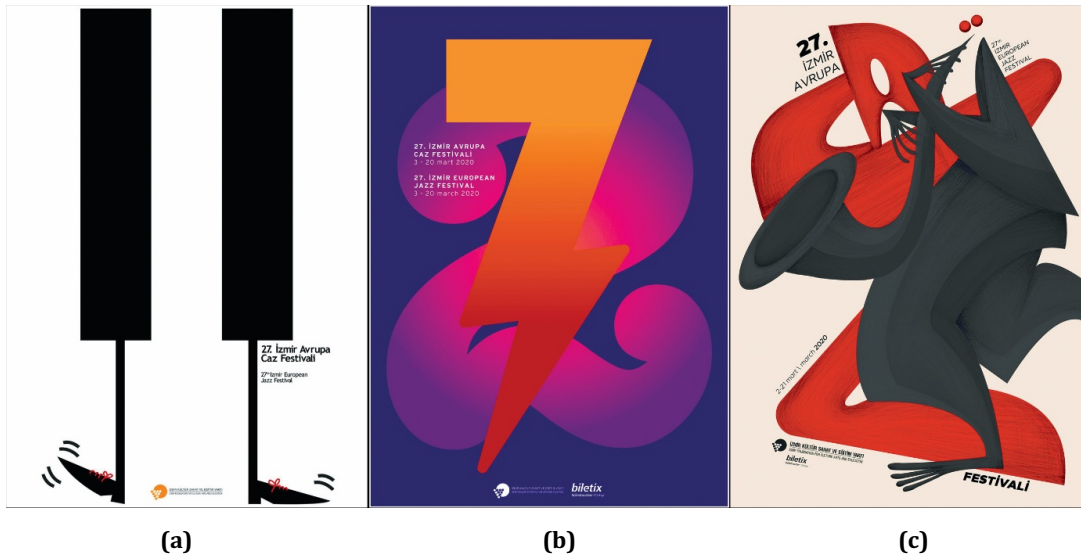 27. İzmir Avrupa
Caz Festivali
27th İzmir European
Jazz Festival
(a)
27. İZMİR AVRUPA
CAZ FESTİVALİ
3 - 20 mart 2020
27. İZMİR EUROPEAN
JAZZ FESTIVAL
3 - 20 march 2020
biletix
(b)
27.
İZMİR
AVRUPA
27th
İZMİR
EUROPEAN
JAZZ
FESTIVAL
2-21 mart \ march 2020
İZMİR KÜLTÜR SANAT VE EĞİTİM VAKFI
biletix
FESTİVALİ
(c)